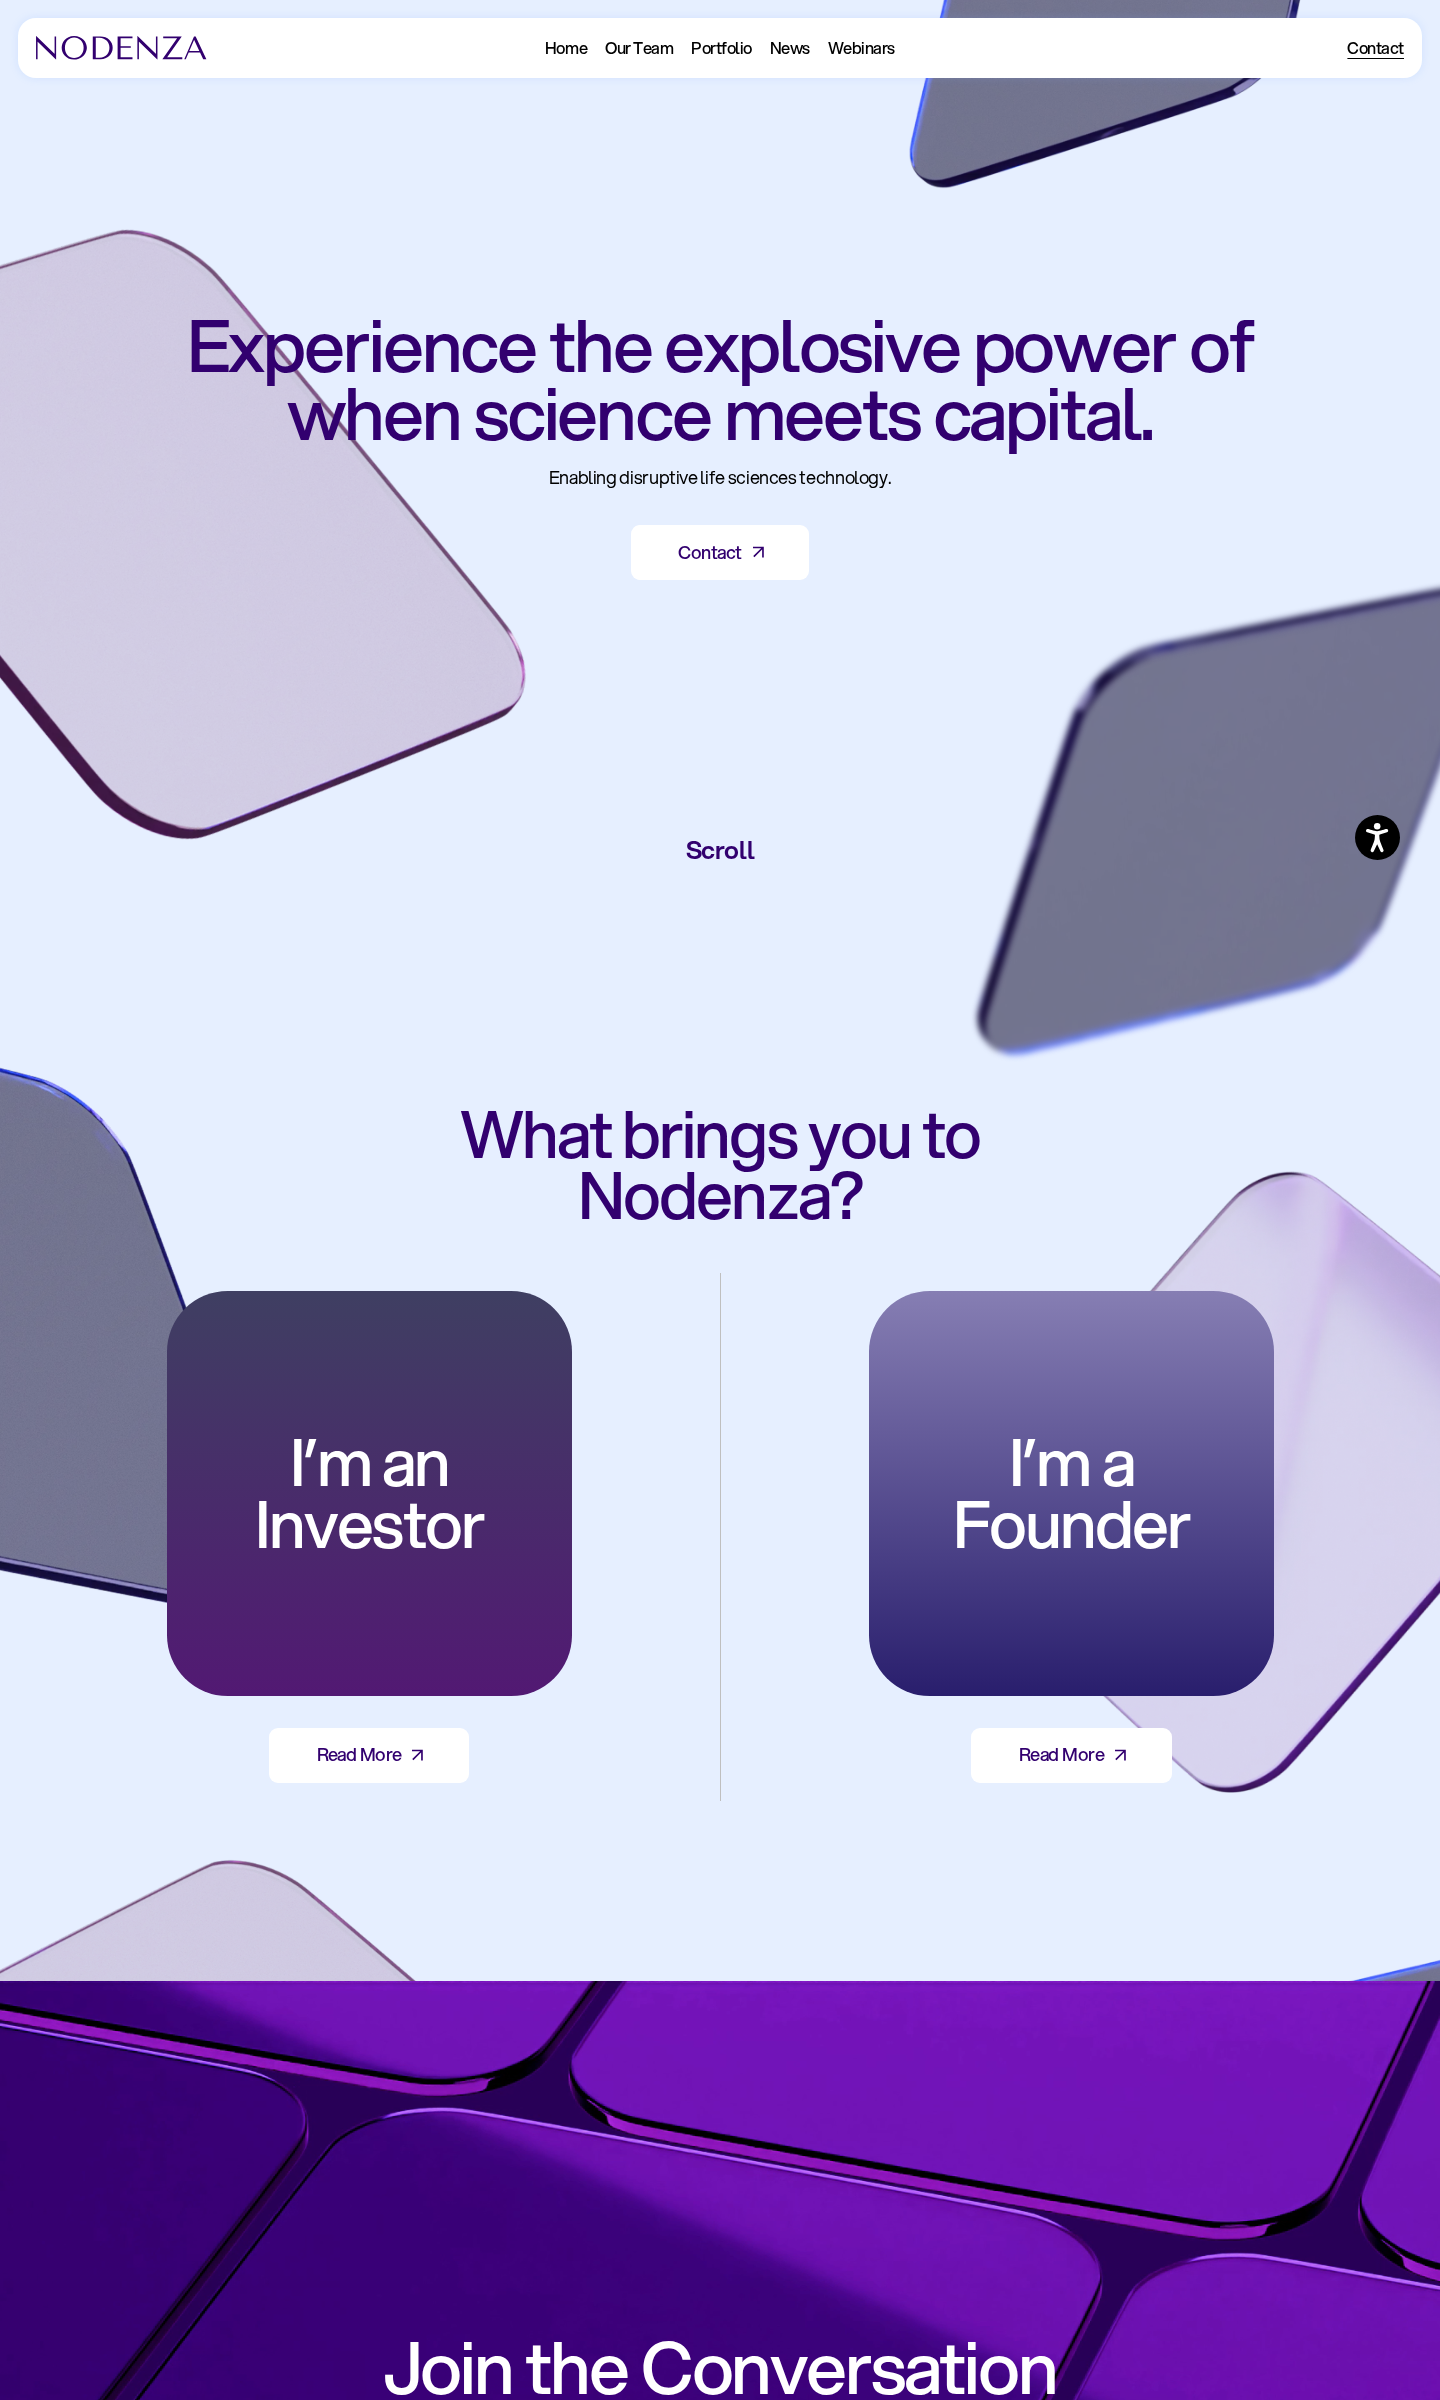 NODENZA
Home Our Team Portfolio News Webinars
Contact
Experience the explosive power of
when science meets capital.
Enabling disruptive life sciences technology.
Contact
Scroll
What brings you to
Nodenza?
I'm an
Investor
Read More
I'm a
Founder
Read More
Join the Conversation